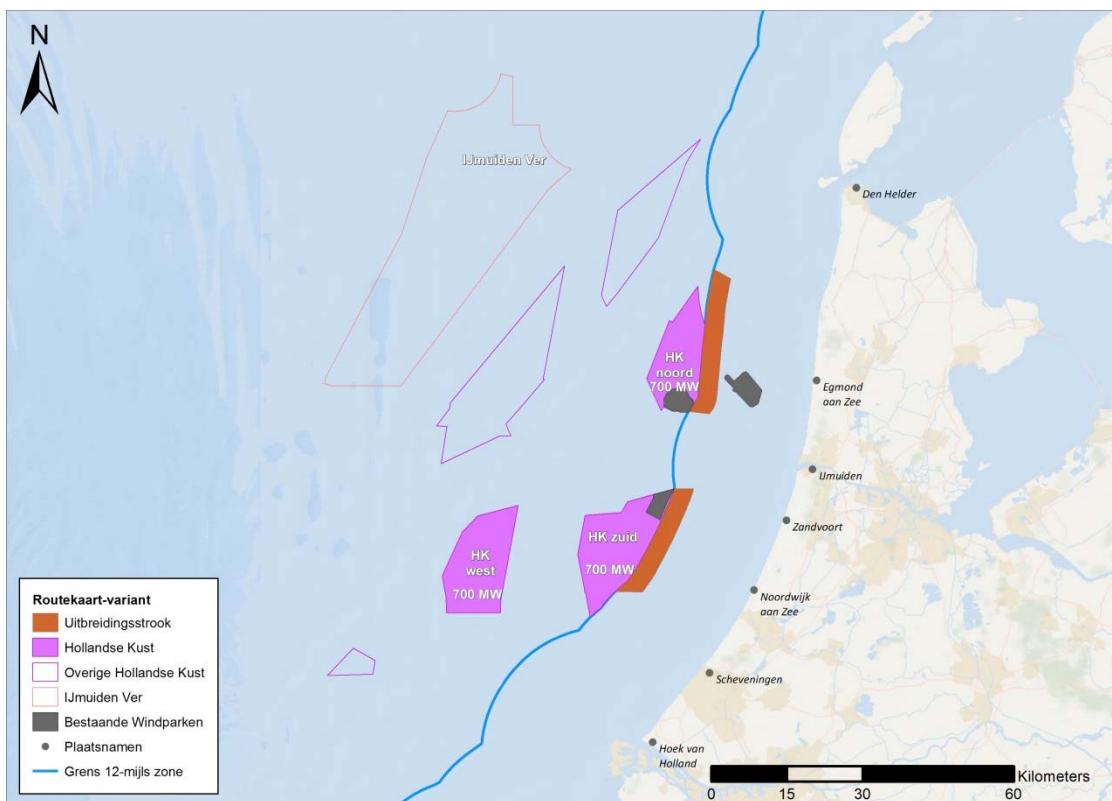 N
IJmuiden Ver
Den Helder
HK
noord
700 MW
Egmond
aan Zee
IJmuiden
Zandvoort
HK zuid
700 MW
HK
west
700 MW
Noordwijk
aan Zee
Scheveningen
Hoek van
Holland
Routekaart-variant
Uitbreidingsstrook
Hollandse Kust
Overige Hollandse Kust
IJmuiden Ver
Bestaande Windparken
Plaatsnamen
Grens 12-mijls zone
Kilometers
0 15 30 60